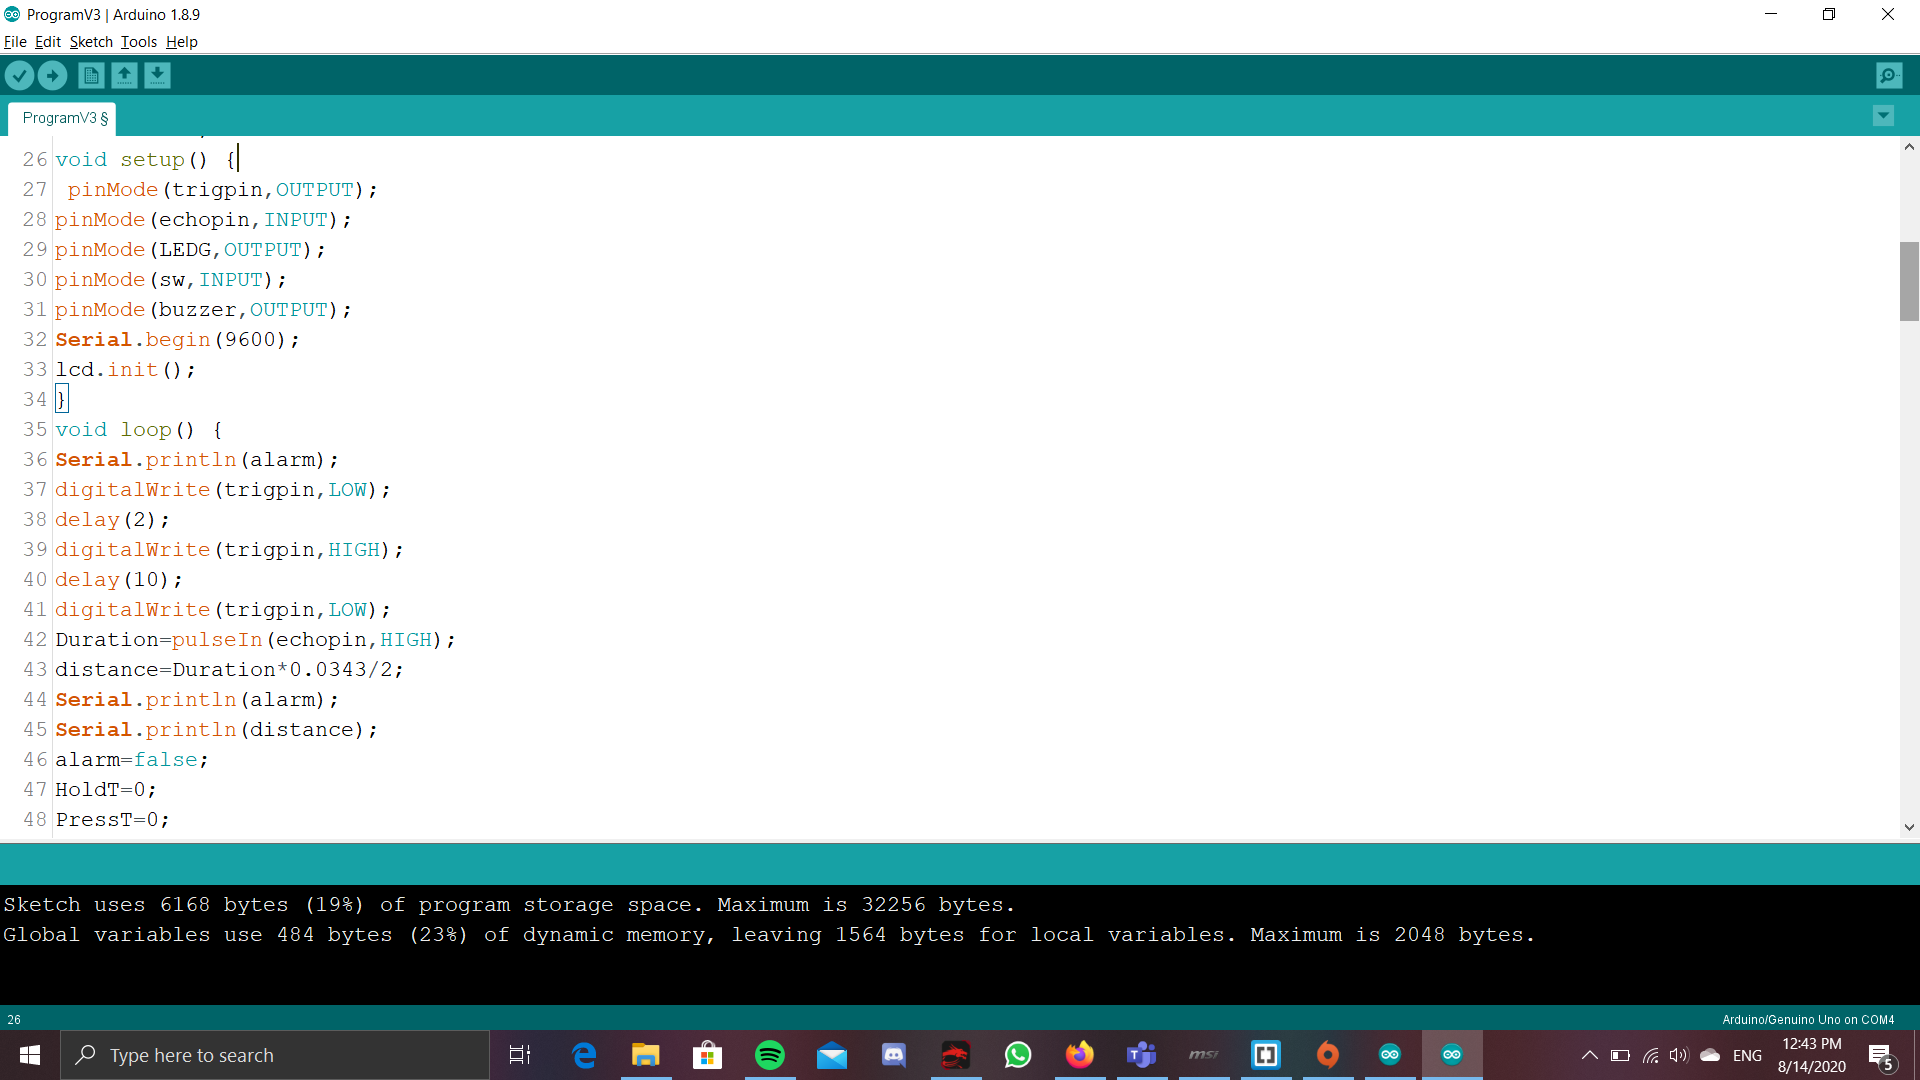 ProgramV3 | Arduino 1.8.9
File Edit Sketch Tools Help
ProgramV3 §
26 void setup() {
27  pinMode(trigpin,OUTPUT);
28 pinMode(echopin,INPUT);
29 pinMode(LEDG,OUTPUT);
30 pinMode(sw,INPUT);
31 pinMode(buzzer,OUTPUT);
32 Serial.begin(9600);
33 lcd.init();
34 }
35 void loop() {
36 Serial.println(alarm);
37 digitalWrite(trigpin,LOW);
38 delay(2);
39 digitalWrite(trigpin,HIGH);
40 delay(10);
41 digitalWrite(trigpin,LOW);
42 Duration=pulseIn(echopin,HIGH);
43 distance=Duration*0.0343/2;
44 Serial.println(alarm);
45 Serial.println(distance);
46 alarm=false;
47 HoldT=0;
48 PressT=0;
Sketch uses 6168 bytes (19%) of program storage space. Maximum is 32256 bytes.
Global variables use 484 bytes (23%) of dynamic memory, leaving 1564 bytes for local variables. Maximum is 2048 bytes.
26
Arduino/Genuino Uno on COM4
Type here to search
msi
ENG
12:43 PM
8/14/2020
5